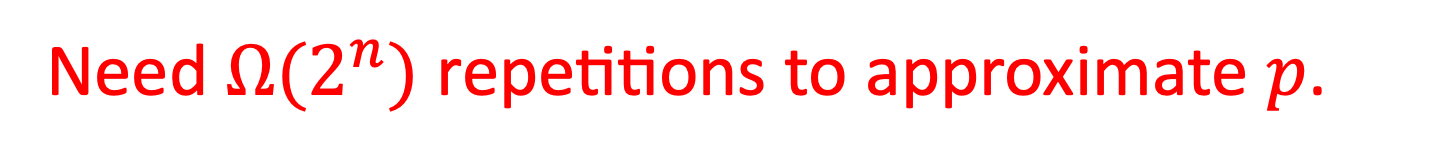 Need Ω(2ⁿ) repetitions to approximate 𝑝.